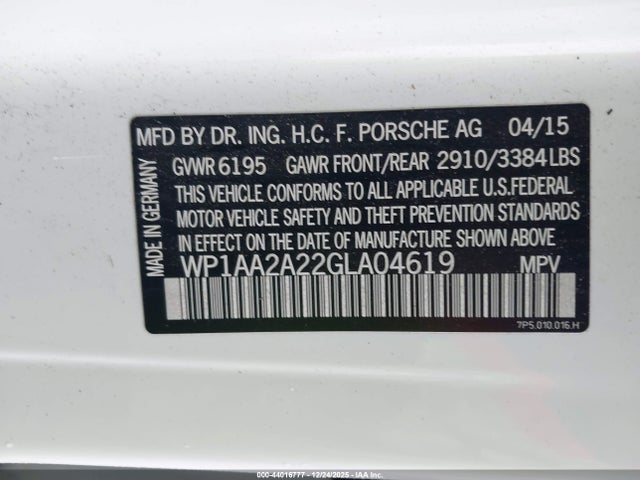 MFD BY DR. ING. H.C. F. PORSCHE AG 04/15
GVWR 6195 GAWR FRONT/REAR 2910/3384LBS
THIS VEHICLE CONFORMS TO ALL APPLICABLE U.S.FEDERAL
MOTOR VEHICLE SAFETY AND THEFT PREVENTION STANDARDS
IN EFFECT ON THE DATE OF MANUFACTURE SHOWN ABOVE.
WP1AA2A22GLA04619 MPV
7P5.010.016.H
MADE IN GERMANY
000-44016777 - 12/24/2025 - IAA Inc.